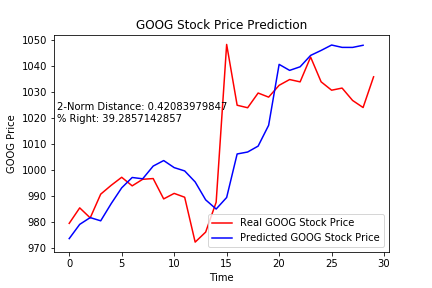 GOOG Stock Price Prediction
1050
1040
1030
1020
1010
1000
990
980
970
GOOG Price
2-Norm Distance: 0.42083979847
% Right: 39.2857142857
Real GOOG Stock Price
Predicted GOOG Stock Price
0 5 10 15 20 25 30
Time